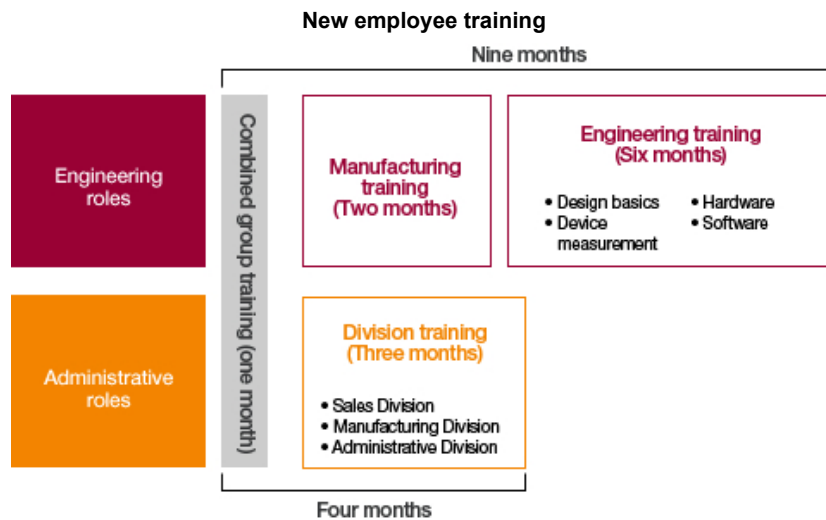 New employee training
Nine months
Engineering
roles
Combined group training (one month)
Manufacturing
training
(Two months)
Engineering training
(Six months)
• Design basics
• Device
measurement
• Hardware
• Software
Administrative
roles
Division training
(Three months)
• Sales Division
• Manufacturing Division
• Administrative Division
Four months